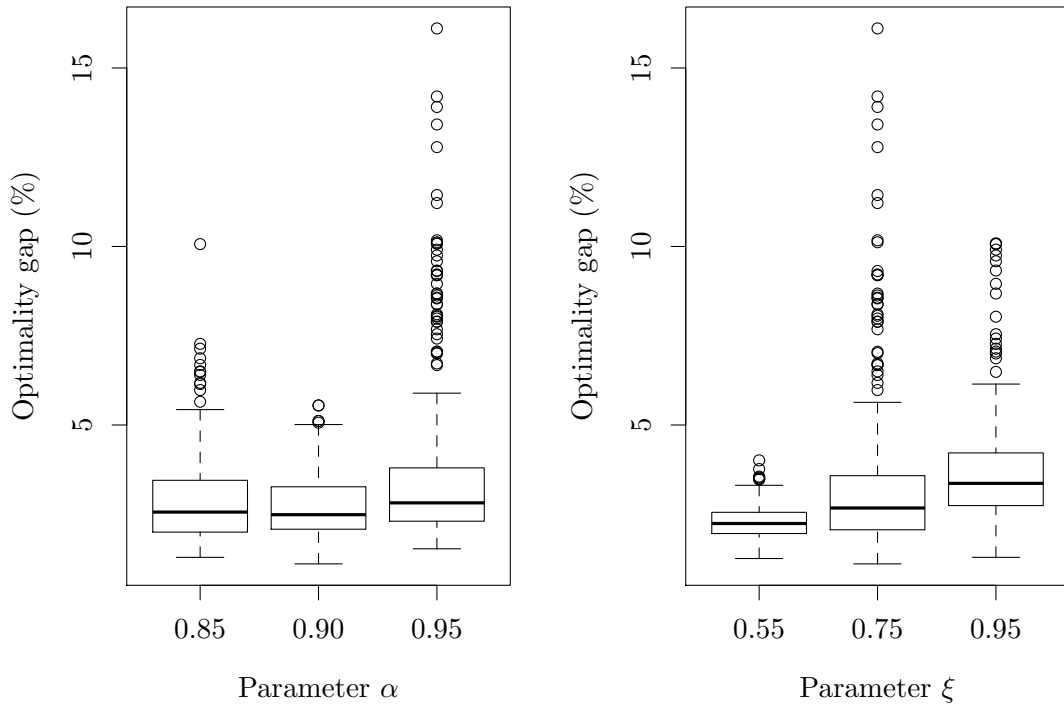 15
10
5
Optimality gap (%)
0.85 0.90 0.95
Parameter α
15
10
5
Optimality gap (%)
0.55 0.75 0.95
Parameter ξ